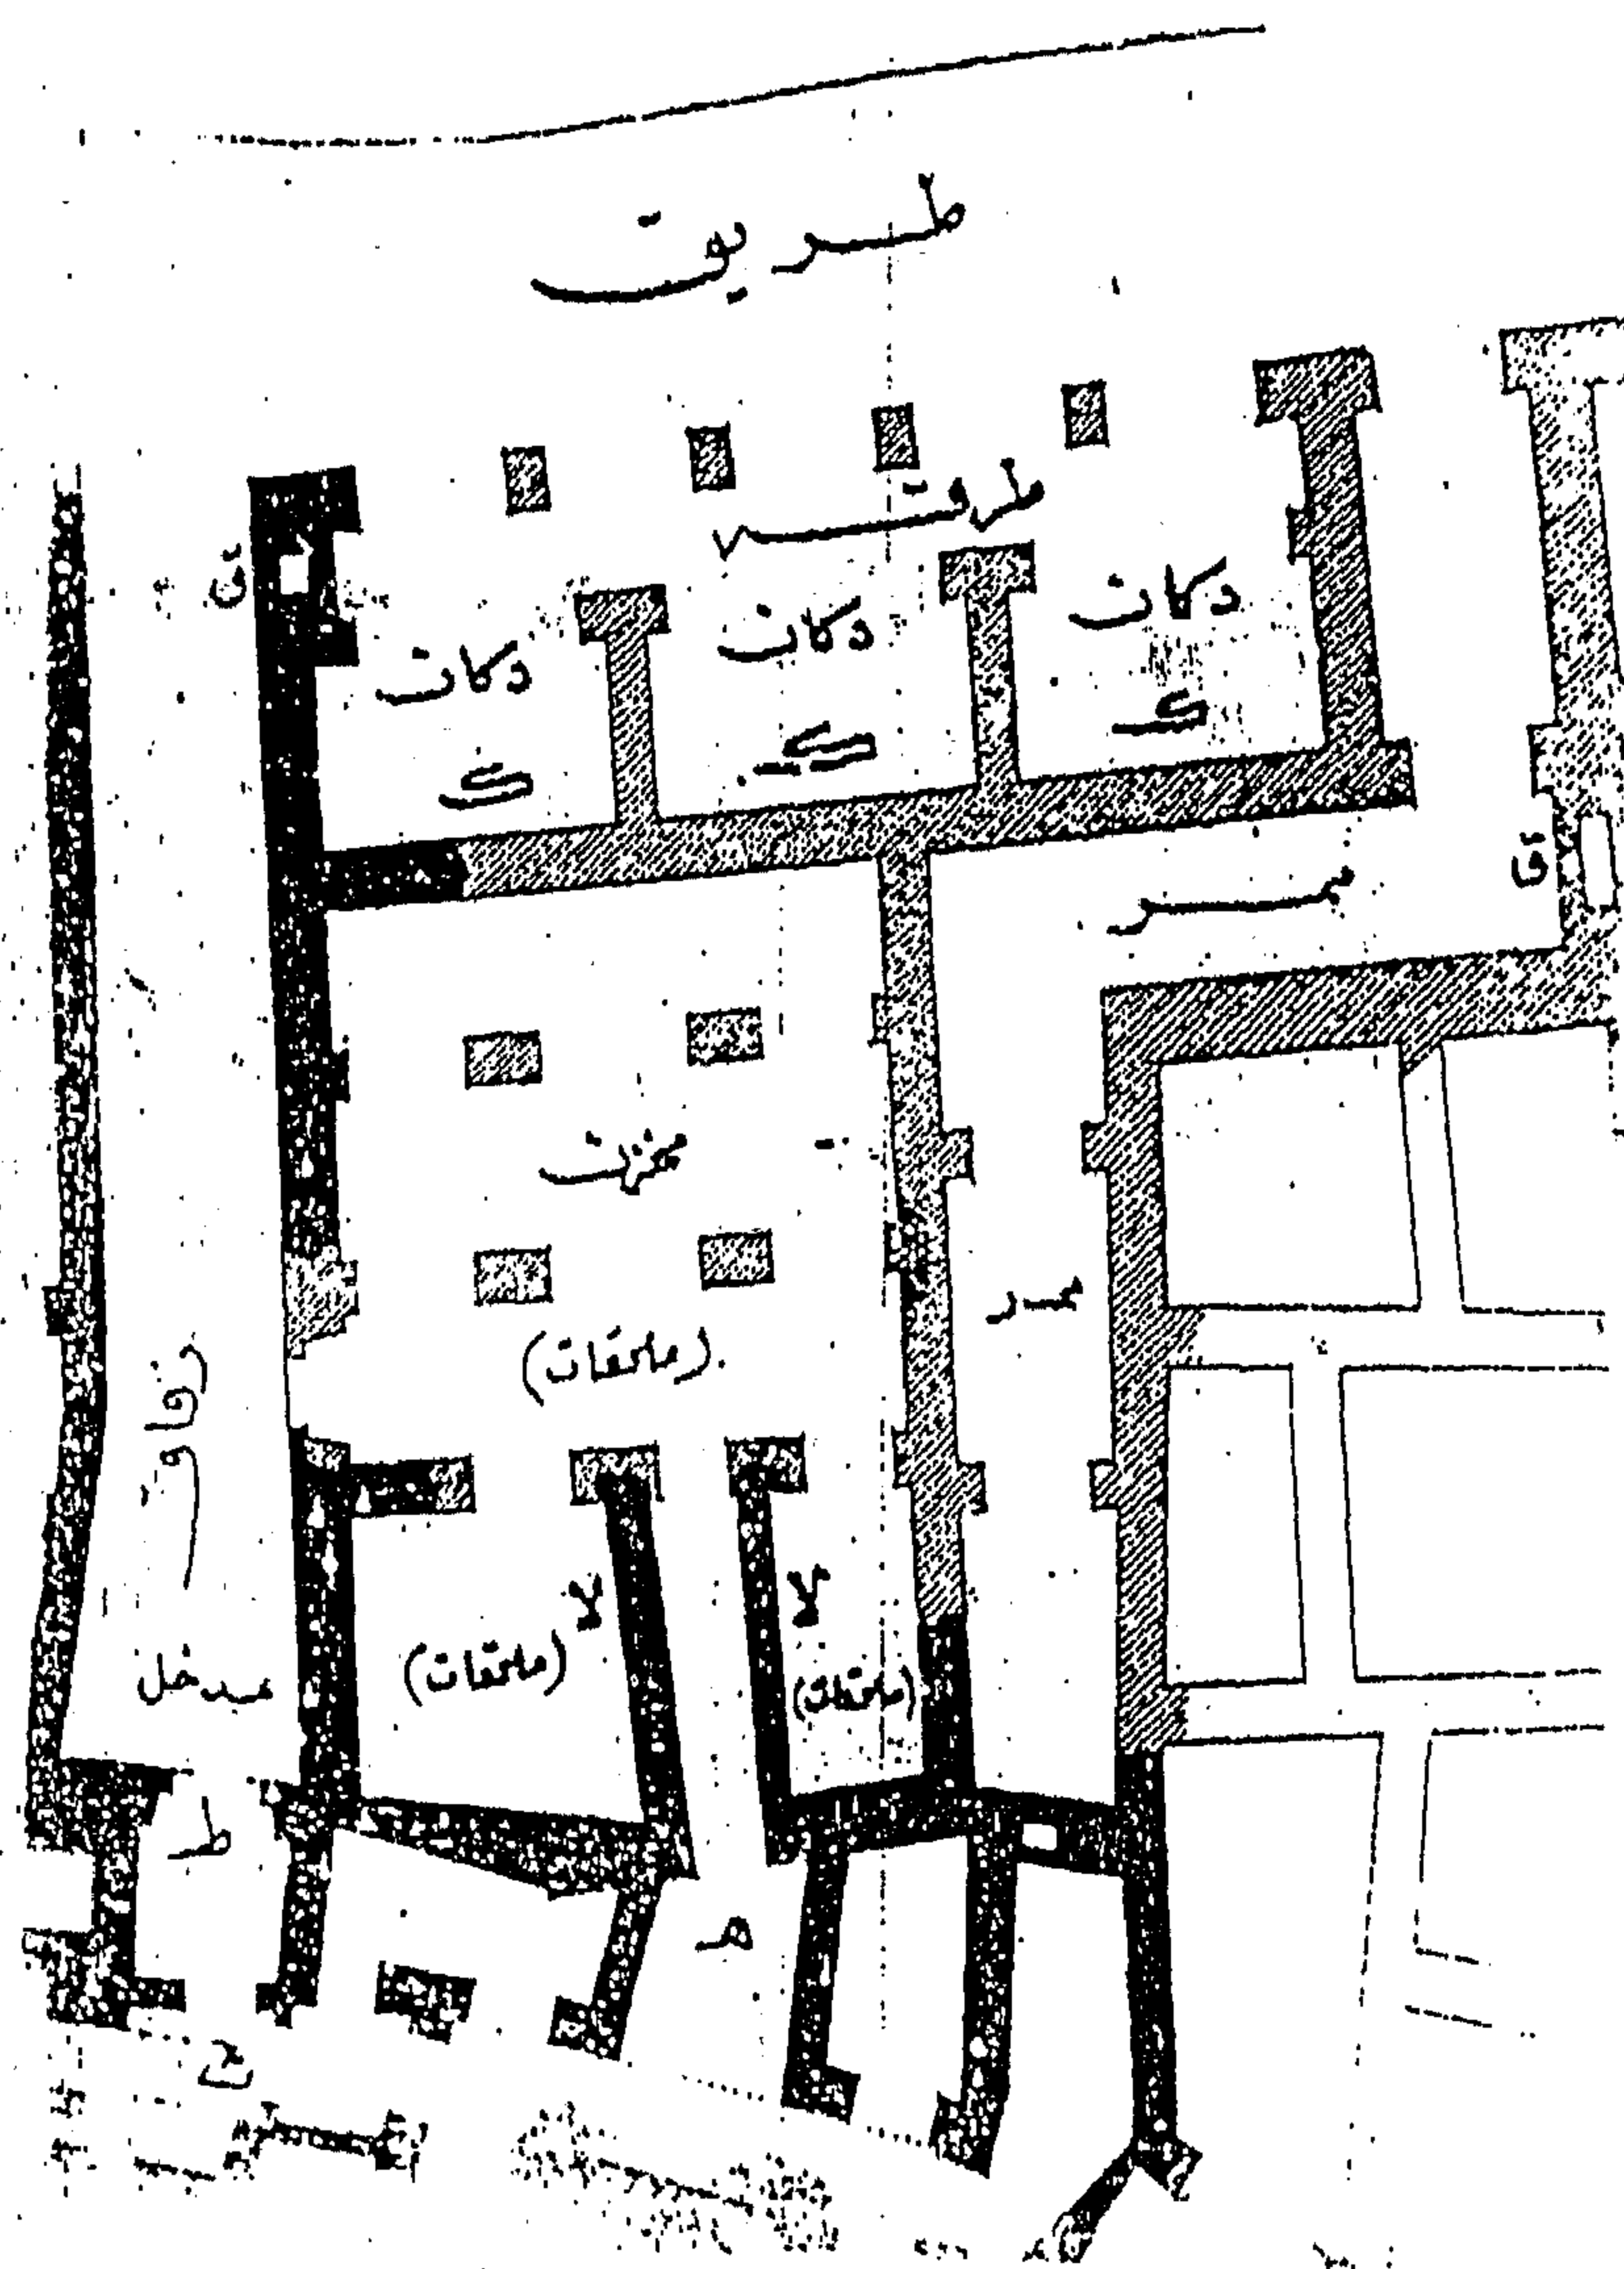 طريق
طرقة
دكان
دكان
دكان
ك
ك
ك
ق
ق
ممر
مخزن
ممر
(ملحقات)
زقاق
لا
لا
(ملحقات)
(ملحقات)
مدخل
ط
هـ
ح